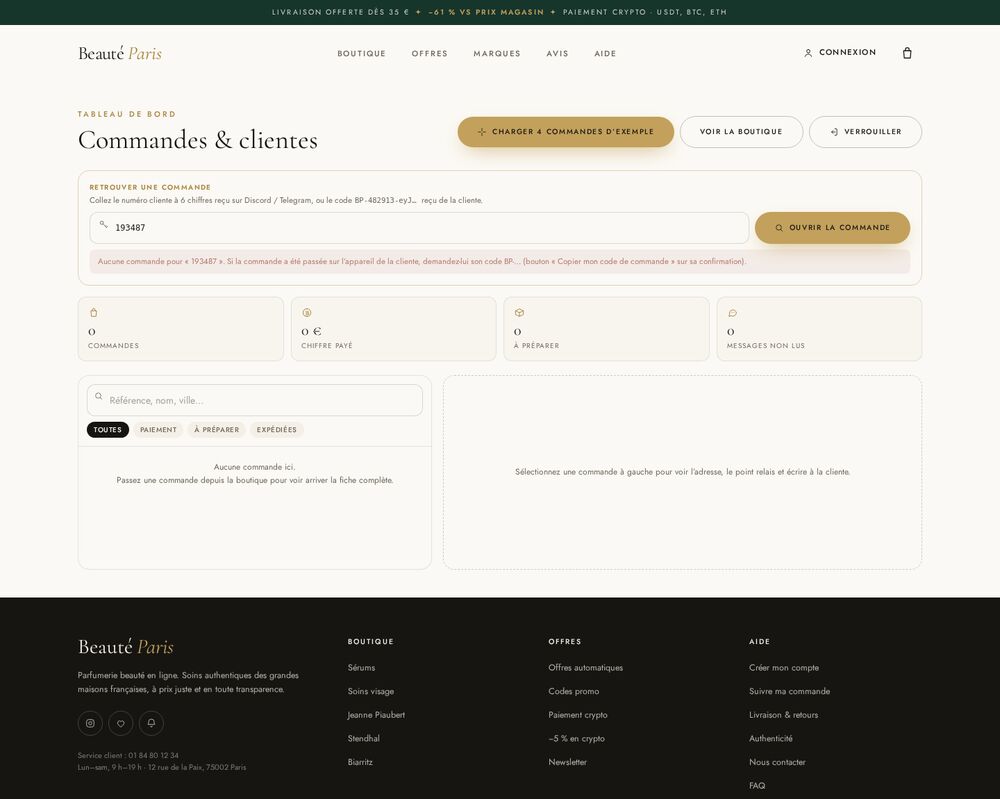 LIVRAISON OFFERTE DÈS 35 € ✦ −61 % VS PRIX MAGASIN ✦ PAIEMENT CRYPTO · USDT, BTC, ETH
Beauté Paris
BOUTIQUE OFFRES MARQUES AVIS AIDE
CONNEXION
TABLEAU DE BORD
Commandes & clientes
CHARGER 4 COMMANDES D'EXEMPLE
VOIR LA BOUTIQUE
VERROUILLER
RETROUVER UNE COMMANDE
Collez le numéro cliente à 6 chiffres reçu sur Discord / Telegram, ou le code BP-482913-eyJ… reçu de la cliente.
193487
OUVRIR LA COMMANDE
Aucune commande pour « 193487 ». Si la commande a été passée sur l'appareil de la cliente, demandez-lui son code BP-… (bouton « Copier mon code de commande » sur sa confirmation).
0
COMMANDES
0 €
CHIFFRE PAYÉ
0
À PRÉPARER
0
MESSAGES NON LUS
Référence, nom, ville…
TOUTES PAIEMENT À PRÉPARER EXPÉDIÉES
Aucune commande ici.
Passez une commande depuis la boutique pour voir arriver la fiche complète.
Sélectionnez une commande à gauche pour voir l'adresse, le point relais et écrire à la cliente.
Beauté Paris
Parfumerie beauté en ligne. Soins authentiques des grandes
maisons françaises, à prix juste et en toute transparence.
Service client : 01 84 80 12 34
Lun–sam, 9 h–19 h · 12 rue de la Paix, 75002 Paris
BOUTIQUE
Sérums
Soins visage
Jeanne Piaubert
Stendhal
Biarritz
OFFRES
Offres automatiques
Codes promo
Paiement crypto
−5 % en crypto
Newsletter
AIDE
Créer mon compte
Suivre ma commande
Livraison & retours
Authenticité
Nous contacter
FAQ